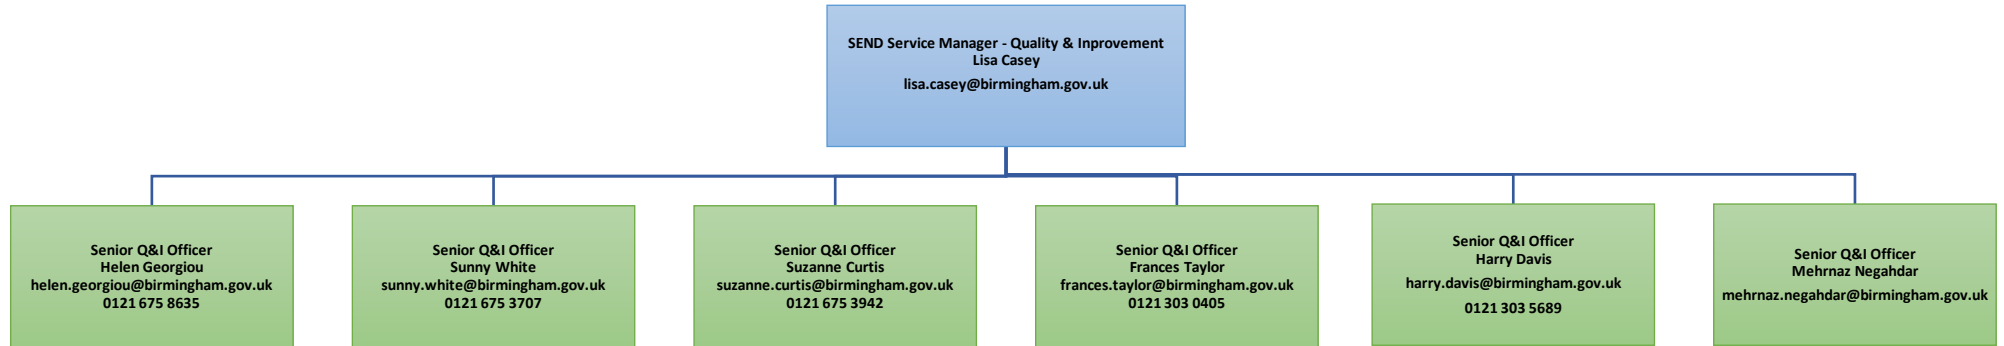 SEND Service Manager - Quality & Inprovement
Lisa Casey
lisa.casey@birmingham.gov.uk
Senior Q&I Officer
Helen Georgiou
helen.georgiou@birmingham.gov.uk
0121 675 8635
Senior Q&I Officer
Sunny White
sunny.white@birmingham.gov.uk
0121 675 3707
Senior Q&I Officer
Suzanne Curtis
suzanne.curtis@birmingham.gov.uk
0121 675 3942
Senior Q&I Officer
Frances Taylor
frances.taylor@birmingham.gov.uk
0121 303 0405
Senior Q&I Officer
Harry Davis
harry.davis@birmingham.gov.uk
0121 303 5689
Senior Q&I Officer
Mehrnaz Negahdar
mehrnaz.negahdar@birmingham.gov.uk